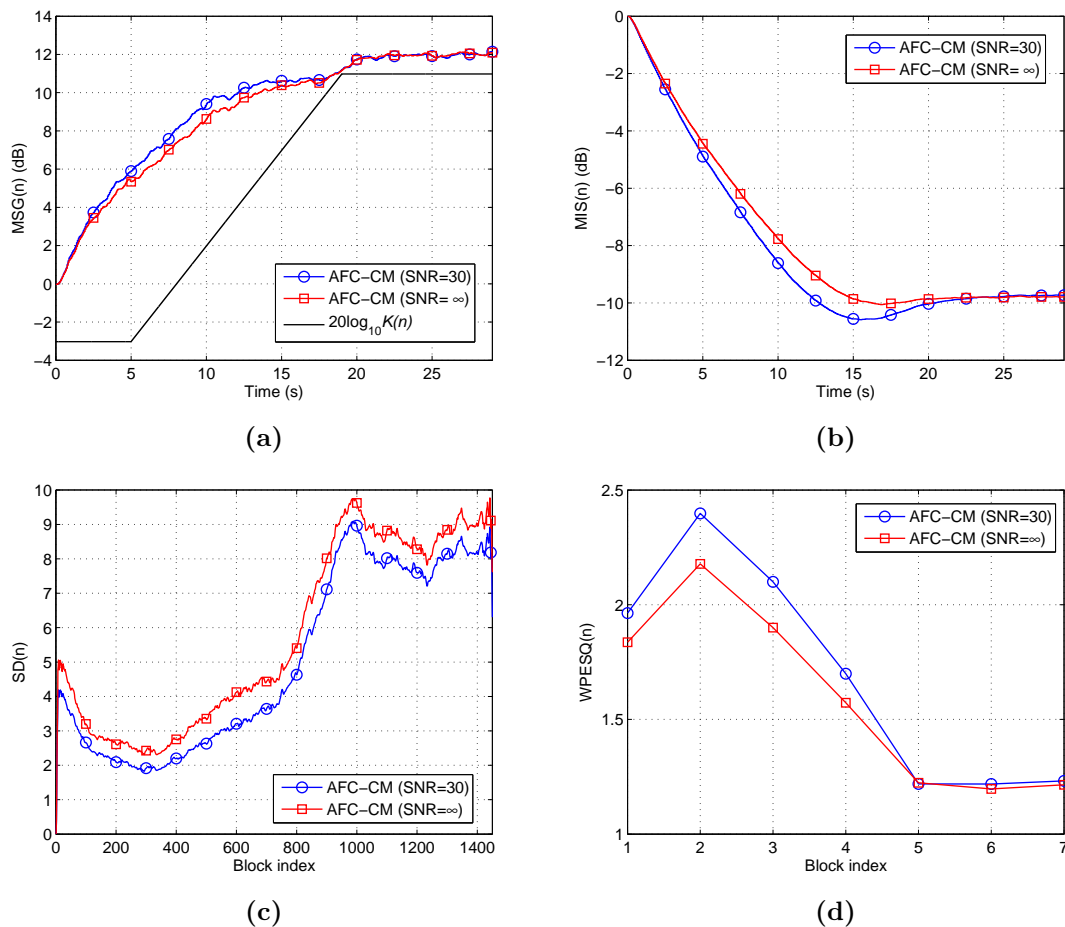 14
12
10
8
6
4
2
0
−2
−4
MSG(n) (dB)
0 5 10 15 20 25
Time (s)
AFC−CM (SNR=30)
AFC−CM (SNR= ∞)
20log₁₀K(n)
(a)
0
−2
−4
−6
−8
−10
−12
MIS(n) (dB)
0 5 10 15 20 25
Time (s)
AFC−CM (SNR=30)
AFC−CM (SNR= ∞)
(b)
10
9
8
7
6
5
4
3
2
1
0
SD(n)
0 200 400 600 800 1000 1200 1400
Block index
AFC−CM (SNR=30)
AFC−CM (SNR=∞)
(c)
2.5
2
1.5
1
WPESQ(n)
1 2 3 4 5 6 7
Block index
AFC−CM (SNR=30)
AFC−CM (SNR=∞)
(d)